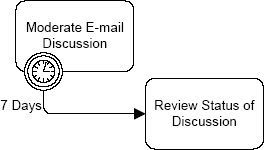 Moderate E-mail
Discussion
7 Days
Review Status of
Discussion